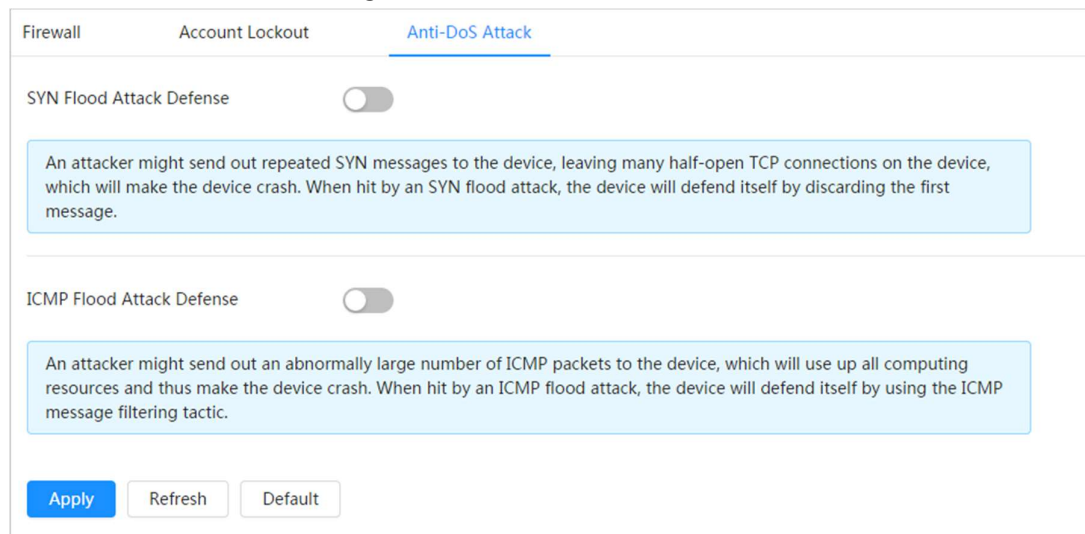 Firewall Account Lockout Anti-DoS Attack
SYN Flood Attack Defense
An attacker might send out repeated SYN messages to the device, leaving many half-open TCP connections on the device,
which will make the device crash. When hit by an SYN flood attack, the device will defend itself by discarding the first
message.
ICMP Flood Attack Defense
An attacker might send out an abnormally large number of ICMP packets to the device, which will use up all computing
resources and thus make the device crash. When hit by an ICMP flood attack, the device will defend itself by using the ICMP
message filtering tactic.
Apply Refresh Default